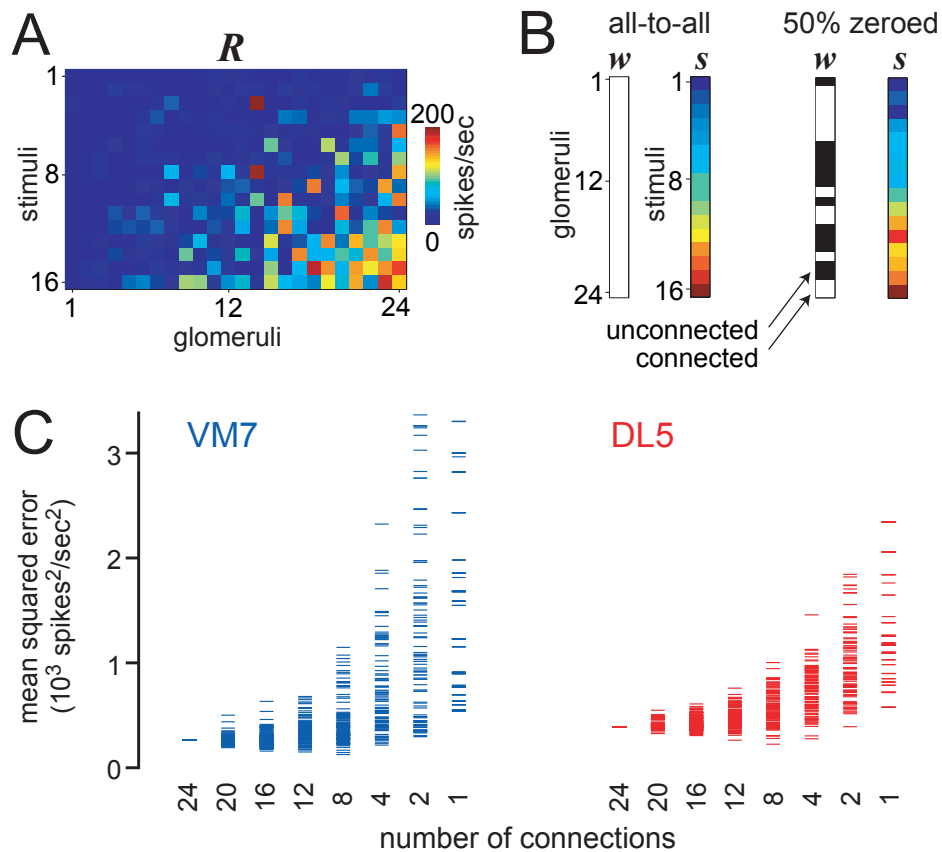 A
R
1
8
16
stimuli
1
12
24
glomeruli
200
0
spikes/sec
B
all-to-all
50% zeroed
w
s
w
s
1
12
24
glomeruli
1
8
16
stimuli
unconnected
connected
C
VM7
DL5
mean squared error
(10³ spikes²/sec²)
3
2
1
0
24
20
16
12
8
4
2
1
24
20
16
12
8
4
2
1
number of connections